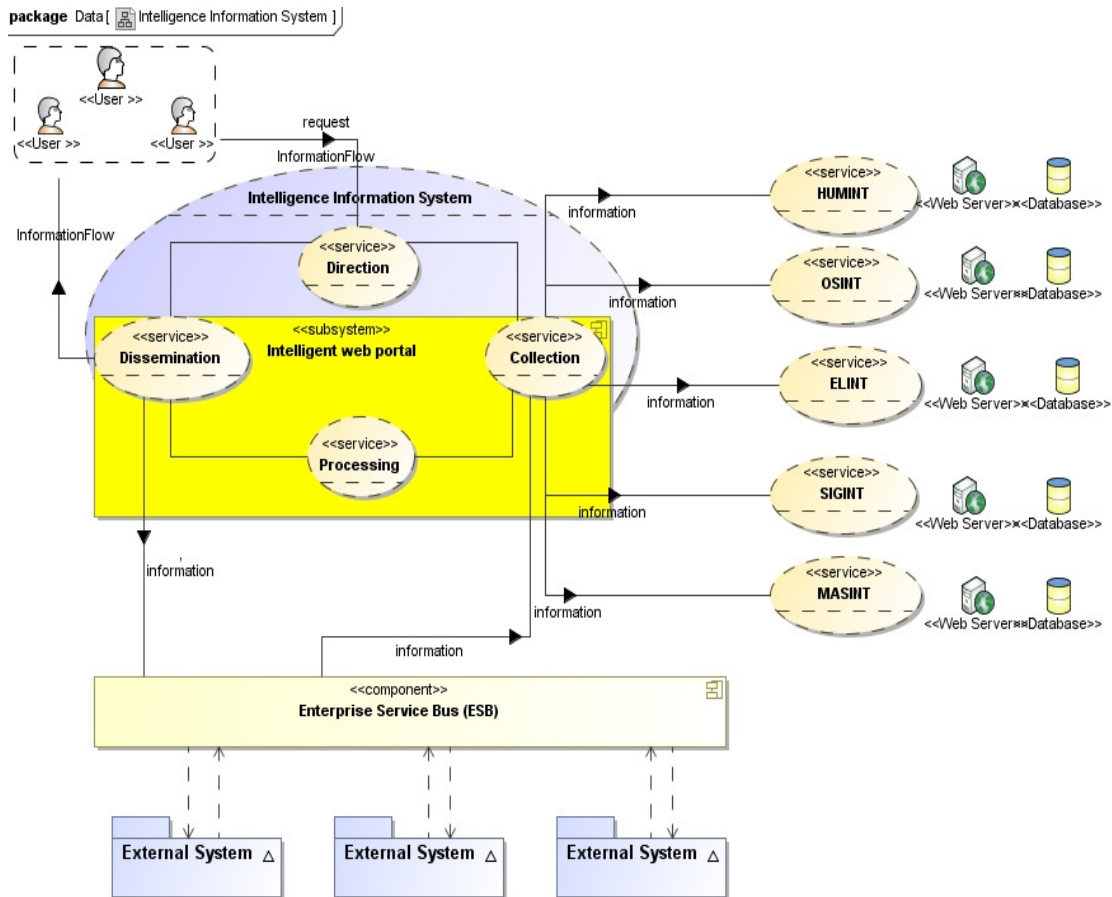 package Data [ Intelligence Information System ]
<<User >>
<<User >>
<<User >>
request
InformationFlow
InformationFlow
Intelligence Information System
<<service>>
Direction
<<subsystem>>
Intelligent web portal
<<service>>
Dissemination
<<service>>
Collection
<<service>>
Processing
information
<<service>>
HUMINT
<<Web Server>>
<<Database>>
information
<<service>>
OSINT
<<Web Server>>
<<Database>>
information
<<service>>
ELINT
<<Web Server>>
<<Database>>
information
<<service>>
SIGINT
<<Web Server>>
<<Database>>
information
<<service>>
MASINT
<<Web Server>>
<<Database>>
information
information
<<component>>
Enterprise Service Bus (ESB)
External System
External System
External System